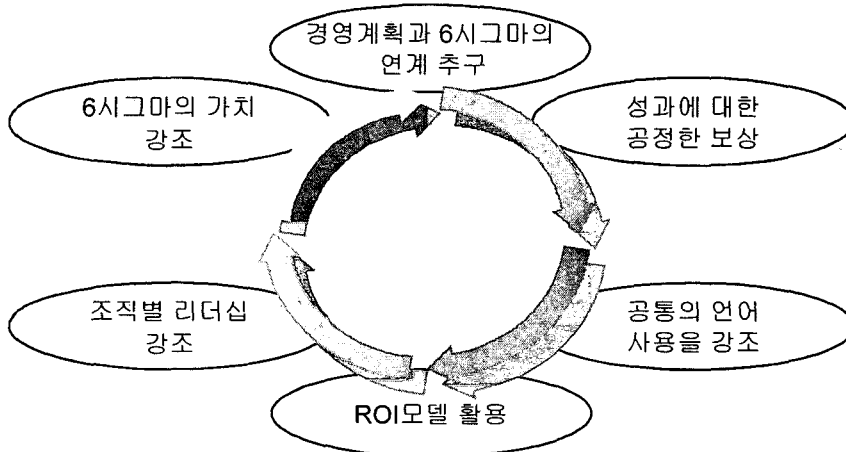 경영계획과 6시그마의
연계 추구
6시그마의 가치
강조
성과에 대한
공정한 보상
조직별 리더십
강조
공통의 언어
사용을 강조
ROI모델 활용